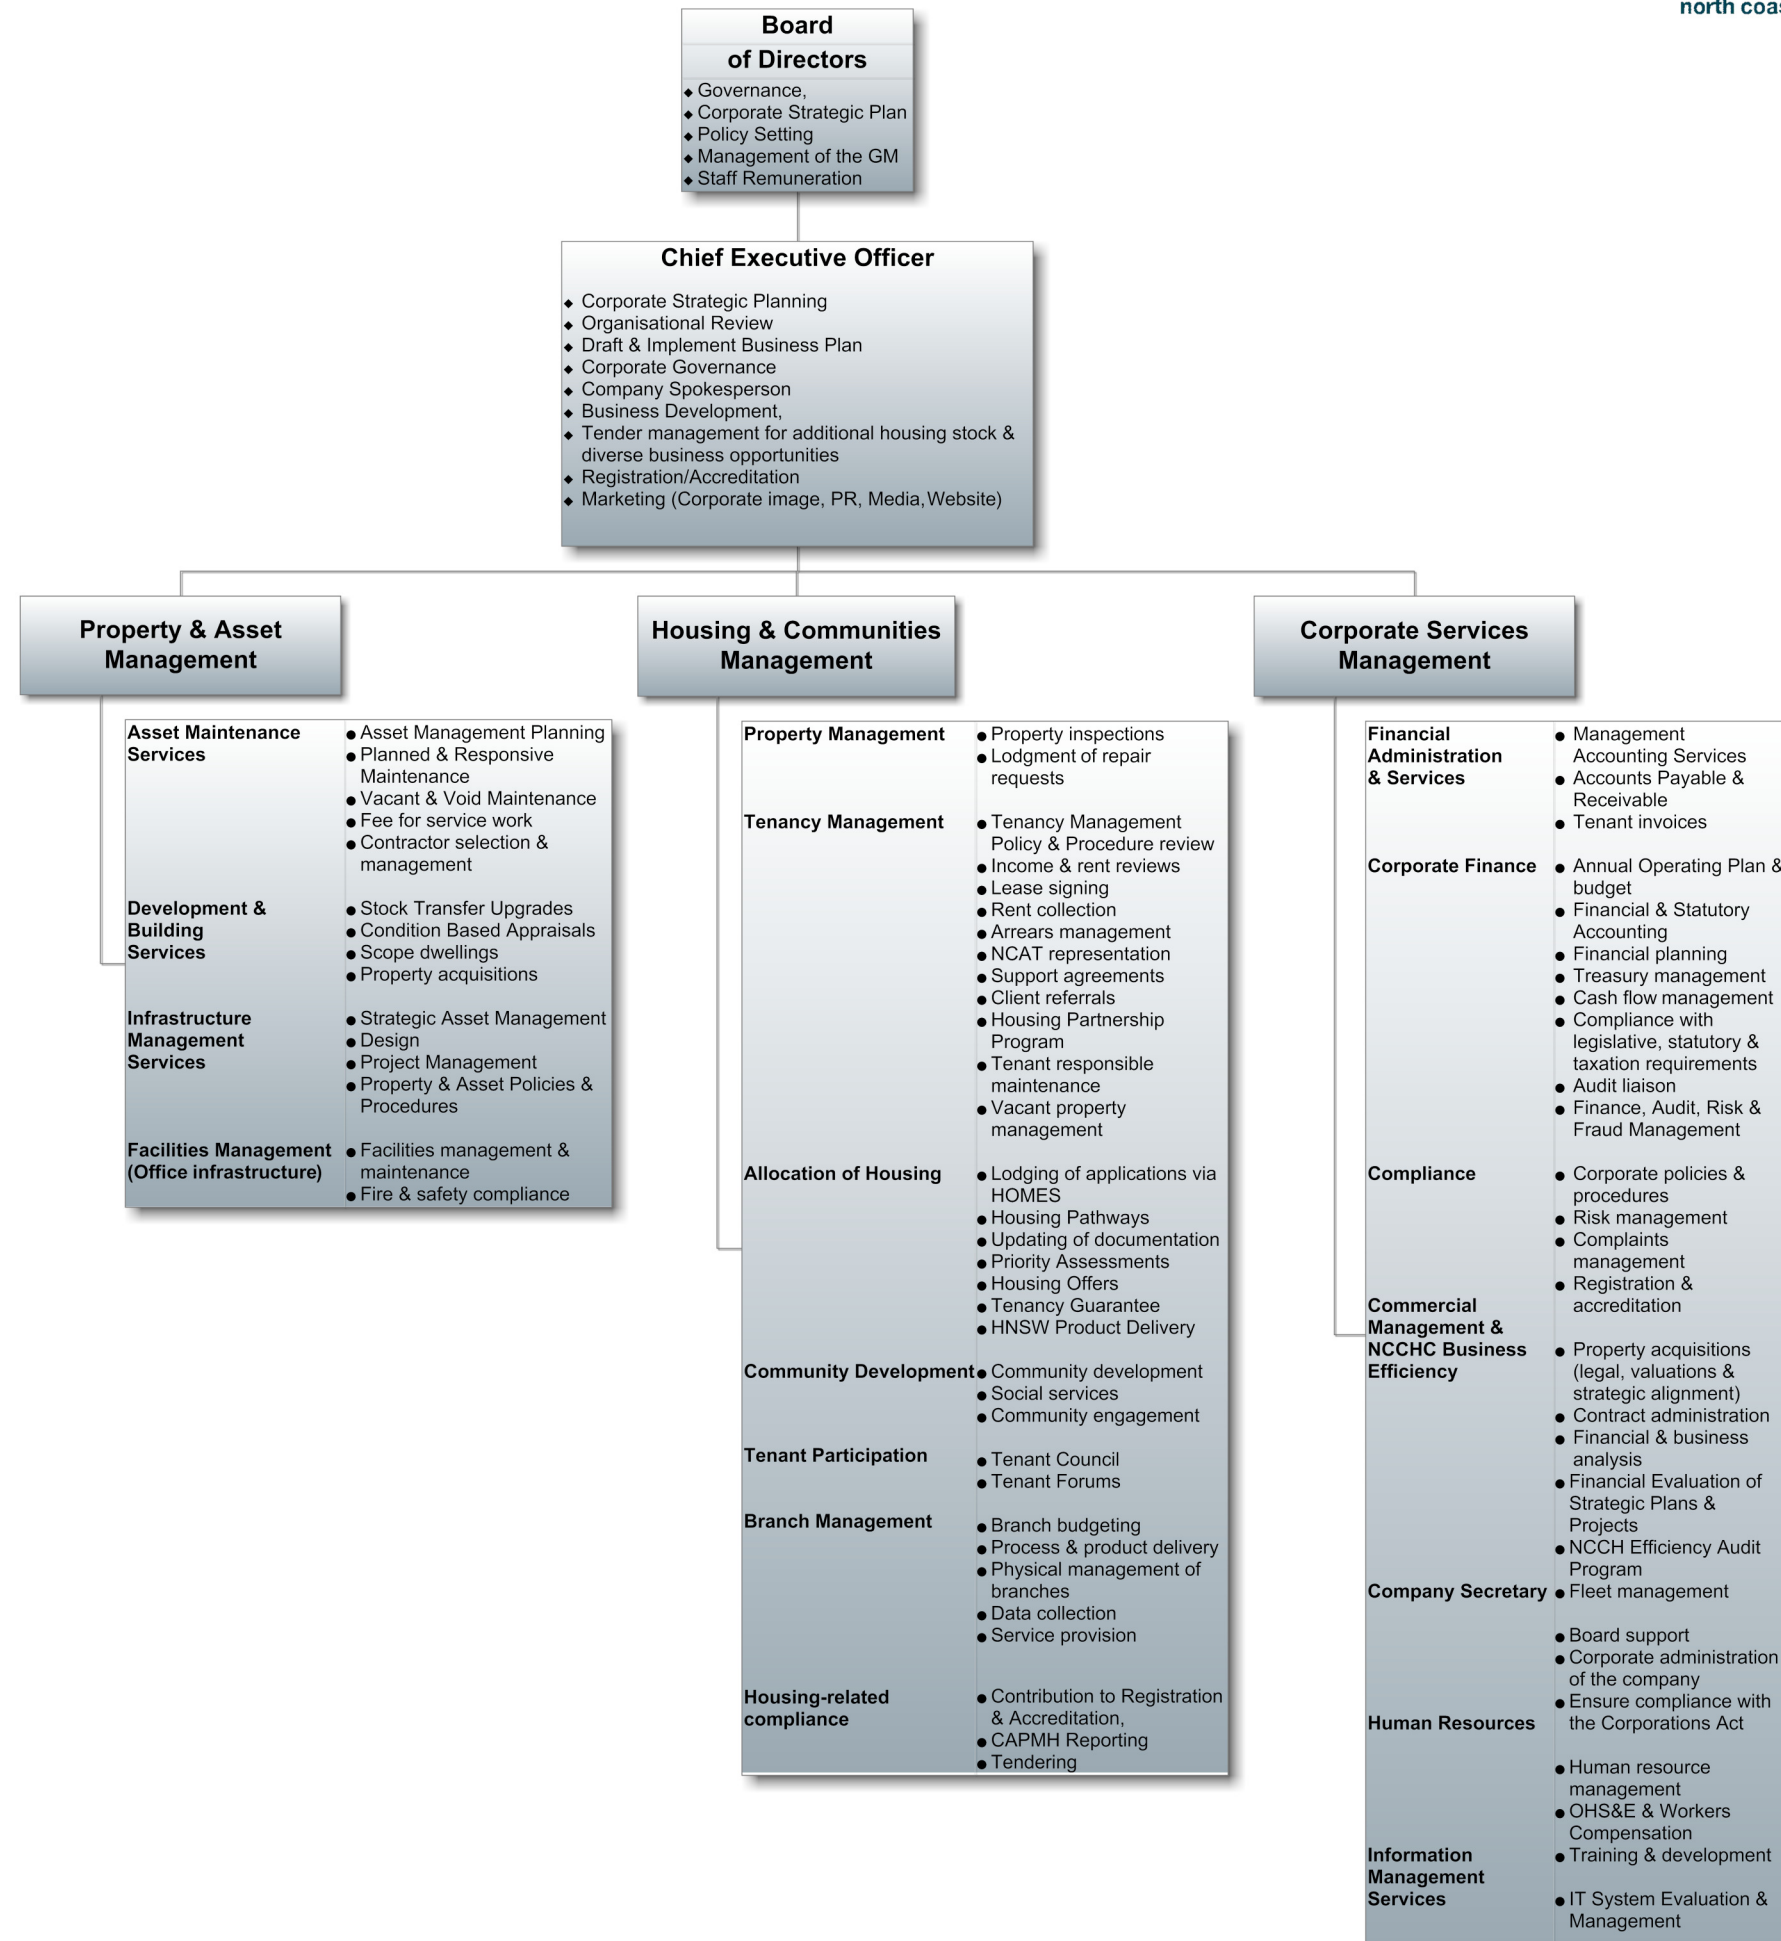 north coas
Board
of Directors
◆ Governance,
◆ Corporate Strategic Plan
◆ Policy Setting
◆ Management of the GM
◆ Staff Remuneration
Chief Executive Officer
◆ Corporate Strategic Planning
◆ Organisational Review
◆ Draft & Implement Business Plan
◆ Corporate Governance
◆ Company Spokesperson
◆ Business Development,
◆ Tender management for additional housing stock &
diverse business opportunities
◆ Registration/Accreditation
◆ Marketing (Corporate image, PR, Media, Website)
Property & Asset
Management
Asset Maintenance
Services
● Asset Management Planning
● Planned & Responsive
Maintenance
● Vacant & Void Maintenance
● Fee for service work
● Contractor selection &
management
Development &
Building
Services
● Stock Transfer Upgrades
● Condition Based Appraisals
● Scope dwellings
● Property acquisitions
Infrastructure
Management
Services
● Strategic Asset Management
● Design
● Project Management
● Property & Asset Policies &
Procedures
Facilities Management
(Office infrastructure)
● Facilities management &
maintenance
● Fire & safety compliance
Housing & Communities
Management
Property Management
● Property inspections
● Lodgment of repair
requests
Tenancy Management
● Tenancy Management
Policy & Procedure review
● Income & rent reviews
● Lease signing
● Rent collection
● Arrears management
● NCAT representation
● Support agreements
● Client referrals
● Housing Partnership
Program
● Tenant responsible
maintenance
● Vacant property
management
Allocation of Housing
● Lodging of applications via
HOMES
● Housing Pathways
● Updating of documentation
● Priority Assessments
● Housing Offers
● Tenancy Guarantee
● HNSW Product Delivery
Community Development
● Community development
● Social services
● Community engagement
Tenant Participation
● Tenant Council
● Tenant Forums
Branch Management
● Branch budgeting
● Process & product delivery
● Physical management of
branches
● Data collection
● Service provision
Housing-related
compliance
● Contribution to Registration
& Accreditation,
● CAPMH Reporting
● Tendering
Corporate Services
Management
Financial
Administration
& Services
● Management
Accounting Services
● Accounts Payable &
Receivable
● Tenant invoices
Corporate Finance
● Annual Operating Plan &
budget
● Financial & Statutory
Accounting
● Financial planning
● Treasury management
● Cash flow management
● Compliance with
legislative, statutory &
taxation requirements
● Audit liaison
● Finance, Audit, Risk &
Fraud Management
Compliance
● Corporate policies &
procedures
● Risk management
● Complaints
management
● Registration &
accreditation
Commercial
Management &
NCCHC Business
Efficiency
● Property acquisitions
(legal, valuations &
strategic alignment)
● Contract administration
● Financial & business
analysis
● Financial Evaluation of
Strategic Plans &
Projects
● NCCH Efficiency Audit
Program
● Fleet management
Company Secretary
● Board support
● Corporate administration
of the company
● Ensure compliance with
the Corporations Act
Human Resources
● Human resource
management
● OHS&E & Workers
Compensation
● Training & development
Information
Management
Services
● IT System Evaluation &
Management